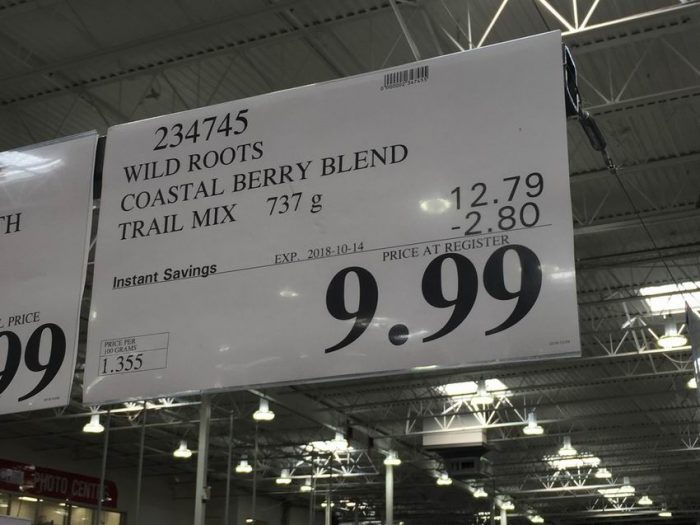 234745
WILD ROOTS
COASTAL BERRY BLEND
TRAIL MIX 737 g
12.79
-2.80
Instant Savings
EXP. 2018-10-14
PRICE AT REGISTER
9.99
PRICE PER
100 GRAMS
1.355
TH
PRICE
99
PHOTO CENT